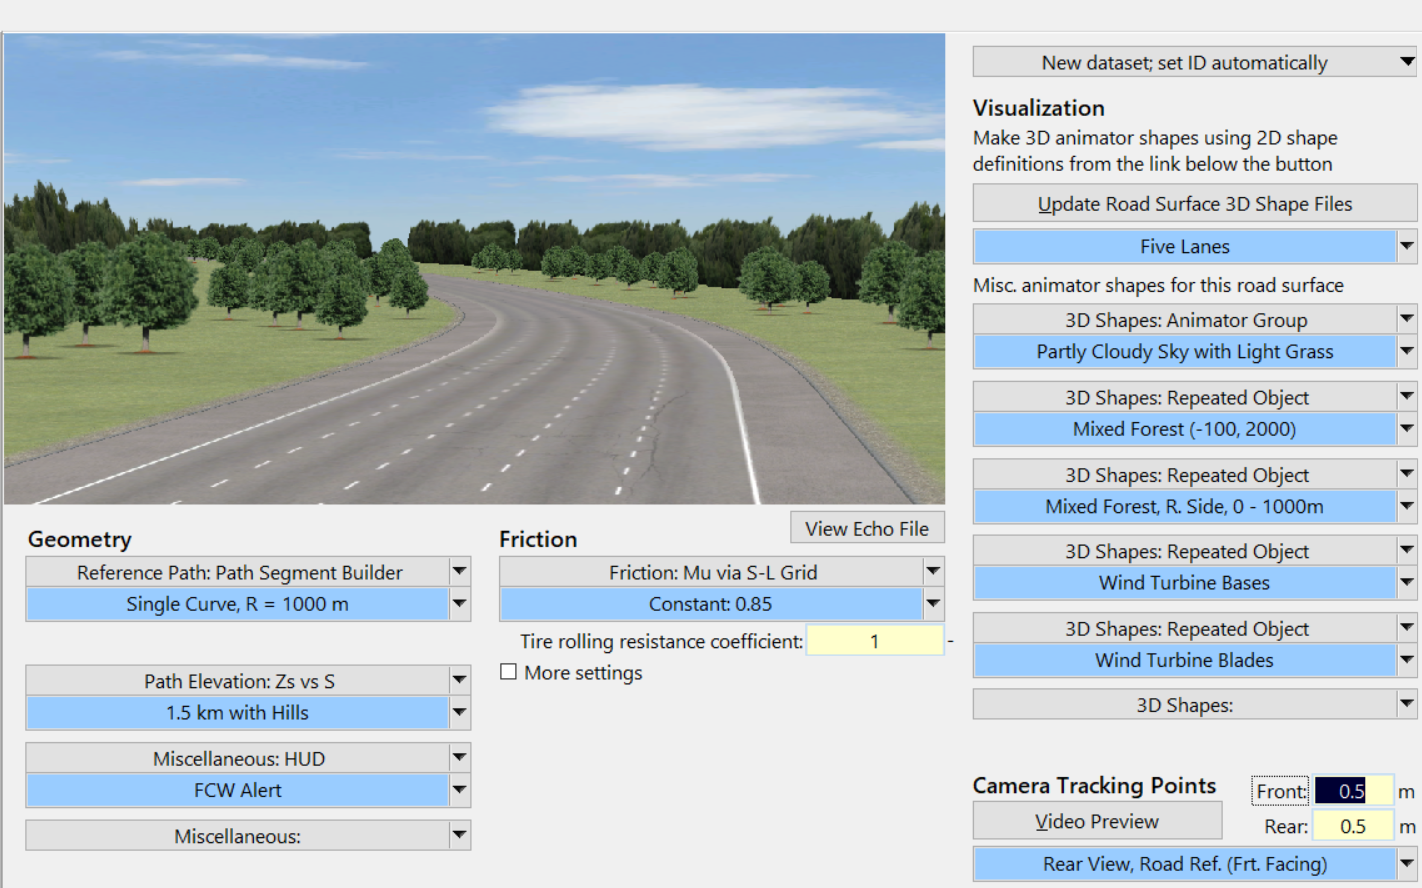 New dataset; set ID automatically
Visualization
Make 3D animator shapes using 2D shape
definitions from the link below the button
Update Road Surface 3D Shape Files
Five Lanes
Misc. animator shapes for this road surface
3D Shapes: Animator Group
Partly Cloudy Sky with Light Grass
3D Shapes: Repeated Object
Mixed Forest (-100, 2000)
3D Shapes: Repeated Object
Mixed Forest, R. Side, 0 - 1000m
3D Shapes: Repeated Object
Wind Turbine Bases
3D Shapes: Repeated Object
Wind Turbine Blades
3D Shapes:
View Echo File
Geometry
Reference Path: Path Segment Builder
Single Curve, R = 1000 m
Path Elevation: Zs vs S
1.5 km with Hills
Miscellaneous: HUD
FCW Alert
Miscellaneous:
Friction
Friction: Mu via S-L Grid
Constant: 0.85
Tire rolling resistance coefficient: 1 -
More settings
Camera Tracking Points
Front: 0.5 m
Video Preview
Rear: 0.5 m
Rear View, Road Ref. (Frt. Facing)